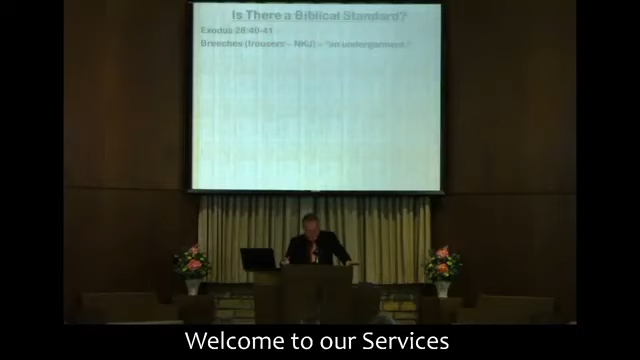 Is There a Biblical Standard?
Exodus 28:40-41
Breeches (trousers – NKJ) – "an undergarment."
Welcome to our Services